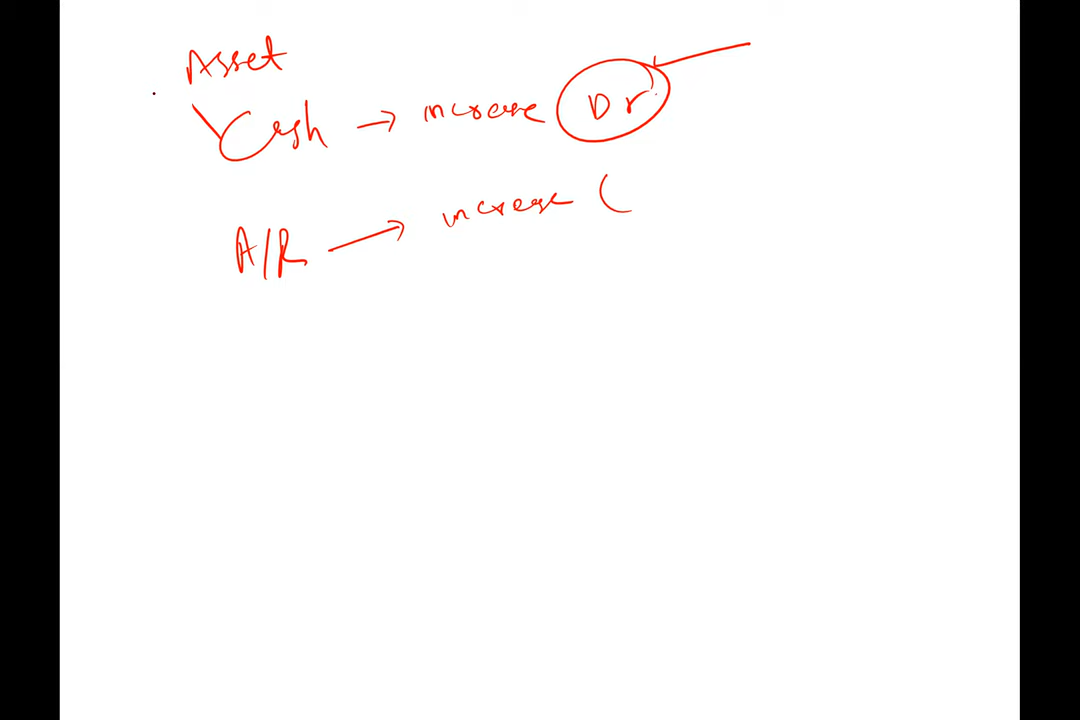 Asset
Cash → increase Dr
A/R → increase (